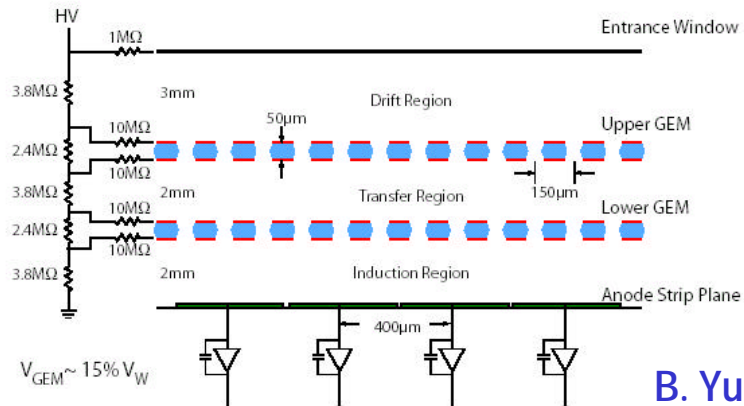 HV
1MΩ
Entrance Window
3.8MΩ
3mm
Drift Region
50μm
10MΩ
Upper GEM
2.4MΩ
10MΩ
3.8MΩ
2mm
Transfer Region
150μm
10MΩ
Lower GEM
2.4MΩ
10MΩ
3.8MΩ
2mm
Induction Region
Anode Strip Plane
400μm
V_GEM~ 15% V_W
B. Yu